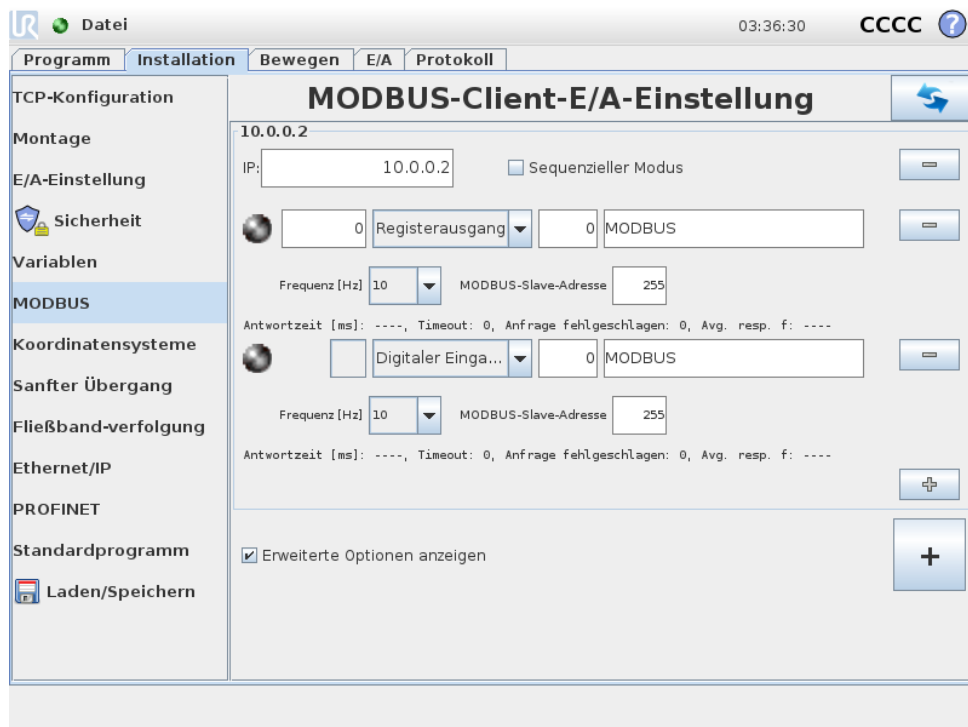 UR Datei 03:36:30 CCCC ?
Programm Installation Bewegen E/A Protokoll
TCP-Konfiguration
Montage
E/A-Einstellung
Sicherheit
Variablen
MODBUS
Koordinatensysteme
Sanfter Übergang
Fließband-verfolgung
Ethernet/IP
PROFINET
Standardprogramm
Laden/Speichern
MODBUS-Client-E/A-Einstellung
10.0.0.2
IP: 10.0.0.2 Sequenzieller Modus
0 Registerausgang 0 MODBUS
Frequenz [Hz] 10 MODBUS-Slave-Adresse 255
Antwortzeit [ms]: ----, Timeout: 0, Anfrage fehlgeschlagen: 0, Avg. resp. f: ----
Digitaler Einga... 0 MODBUS
Frequenz [Hz] 10 MODBUS-Slave-Adresse 255
Antwortzeit [ms]: ----, Timeout: 0, Anfrage fehlgeschlagen: 0, Avg. resp. f: ----
Erweiterte Optionen anzeigen